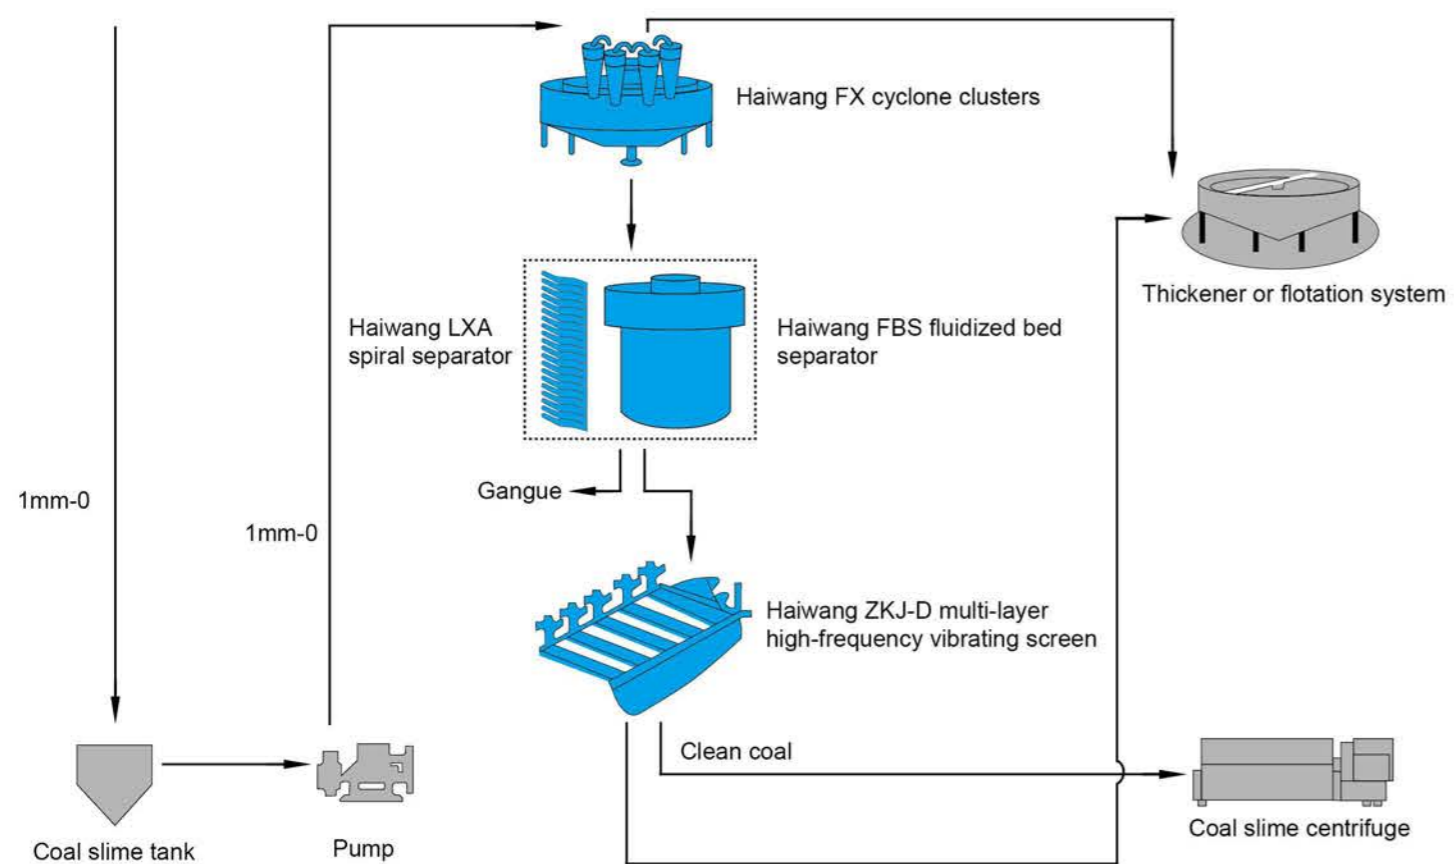 Haiwang FX cyclone clusters
Thickener or flotation system
Haiwang LXA
spiral separator
Haiwang FBS fluidized bed
separator
1mm-0
Gangue
1mm-0
Haiwang ZKJ-D multi-layer
high-frequency vibrating screen
Clean coal
Coal slime tank
Pump
Coal slime centrifuge